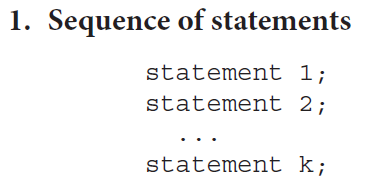 1. Sequence of statements
statement 1;
statement 2;
...
statement k;